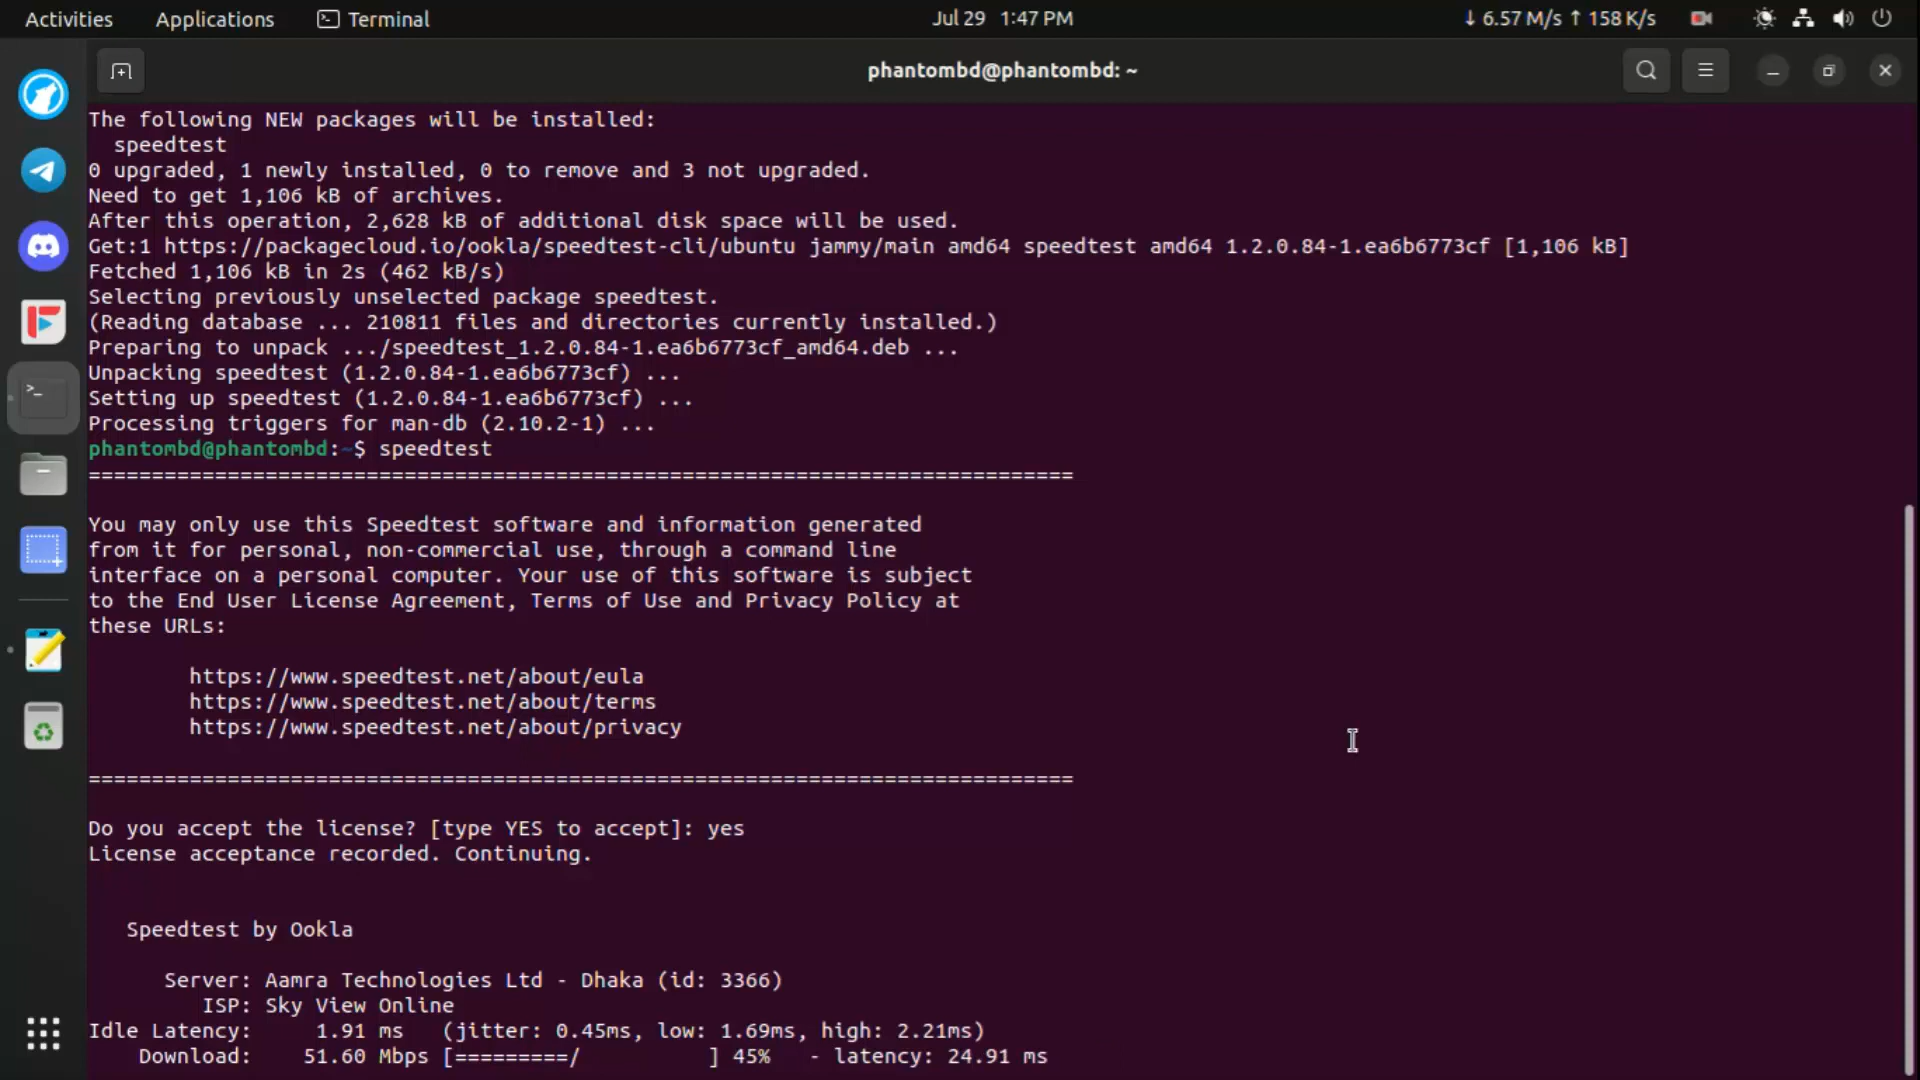 Activities Applications Terminal Jul 29 1:47 PM ↓ 6.57 M/s ↑ 158 K/s
phantombd@phantombd: ~
The following NEW packages will be installed:
speedtest
0 upgraded, 1 newly installed, 0 to remove and 3 not upgraded.
Need to get 1,106 kB of archives.
After this operation, 2,628 kB of additional disk space will be used.
Get:1 https://packagecloud.io/ookla/speedtest-cli/ubuntu jammy/main amd64 speedtest amd64 1.2.0.84-1.ea6b6773cf [1,106 kB]
Fetched 1,106 kB in 2s (462 kB/s)
Selecting previously unselected package speedtest.
(Reading database ... 210811 files and directories currently installed.)
Preparing to unpack .../speedtest_1.2.0.84-1.ea6b6773cf_amd64.deb ...
Unpacking speedtest (1.2.0.84-1.ea6b6773cf) ...
Setting up speedtest (1.2.0.84-1.ea6b6773cf) ...
Processing triggers for man-db (2.10.2-1) ...
phantombd@phantombd:~$ speedtest
==============================================================================
You may only use this Speedtest software and information generated
from it for personal, non-commercial use, through a command line
interface on a personal computer. Your use of this software is subject
to the End User License Agreement, Terms of Use and Privacy Policy at
these URLs:
https://www.speedtest.net/about/eula
https://www.speedtest.net/about/terms
https://www.speedtest.net/about/privacy
==============================================================================
Do you accept the license? [type YES to accept]: yes
License acceptance recorded. Continuing.
Speedtest by Ookla
Server: Aamra Technologies Ltd - Dhaka (id: 3366)
ISP: Sky View Online
Idle Latency: 1.91 ms (jitter: 0.45ms, low: 1.69ms, high: 2.21ms)
Download: 51.60 Mbps [=========/ ] 45% - latency: 24.91 ms